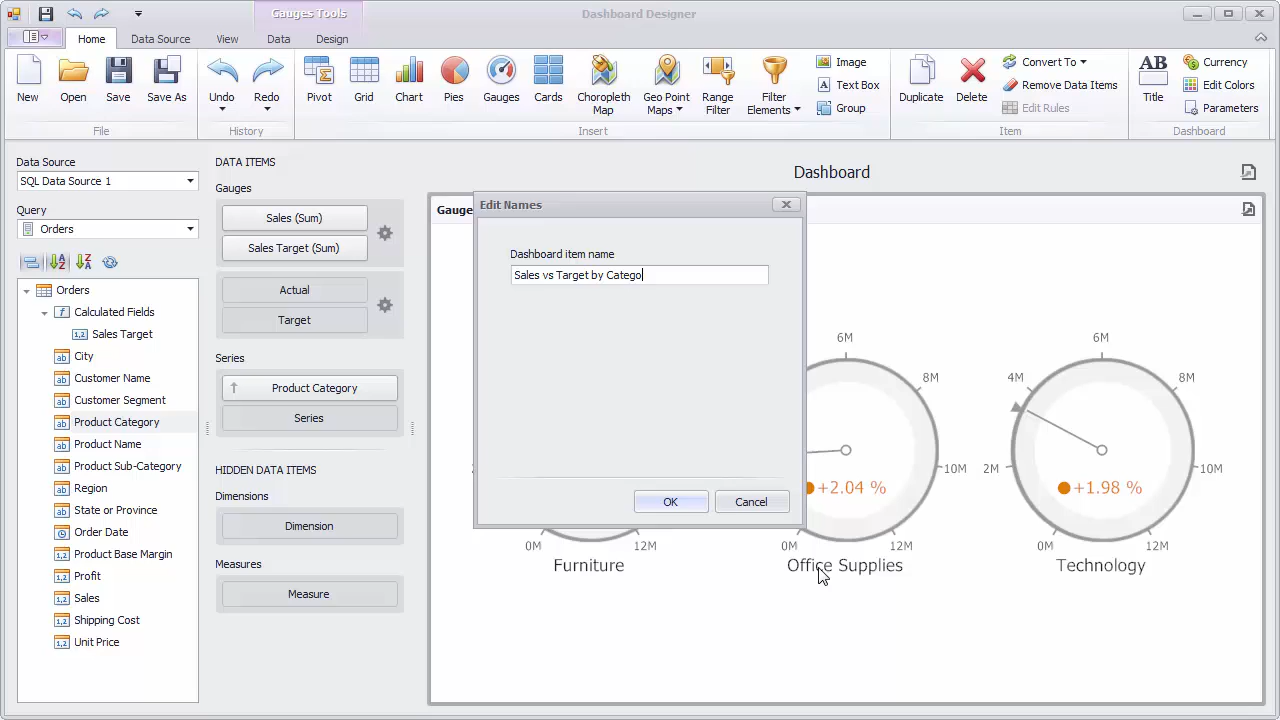 Gauges Tools
Dashboard Designer
Home
Data Source
View
Data
Design
New
Open
Save
Save As
File
Undo
Redo
History
Pivot
Grid
Chart
Pies
Gauges
Cards
Choropleth
Map
Geo Point
Maps
Range
Filter
Filter
Elements
Image
Text Box
Group
Insert
Duplicate
Delete
Convert To
Remove Data Items
Edit Rules
Item
AB
Title
Currency
Edit Colors
Parameters
Dashboard
Data Source
SQL Data Source 1
Query
Orders
Orders
Calculated Fields
Sales Target
City
Customer Name
Customer Segment
Product Category
Product Name
Product Sub-Category
Region
State or Province
Order Date
Product Base Margin
Profit
Sales
Shipping Cost
Unit Price
DATA ITEMS
Gauges
Sales (Sum)
Sales Target (Sum)
Actual
Target
Series
Product Category
Series
HIDDEN DATA ITEMS
Dimensions
Dimension
Measures
Measure
Dashboard
Gauge
Edit Names
Dashboard item name
Sales vs Target by Catego
OK
Cancel
0M
12M
Furniture
6M
8M
10M
+2.04 %
0M
12M
Office Supplies
6M
4M
8M
2M
10M
+1.98 %
0M
12M
Technology